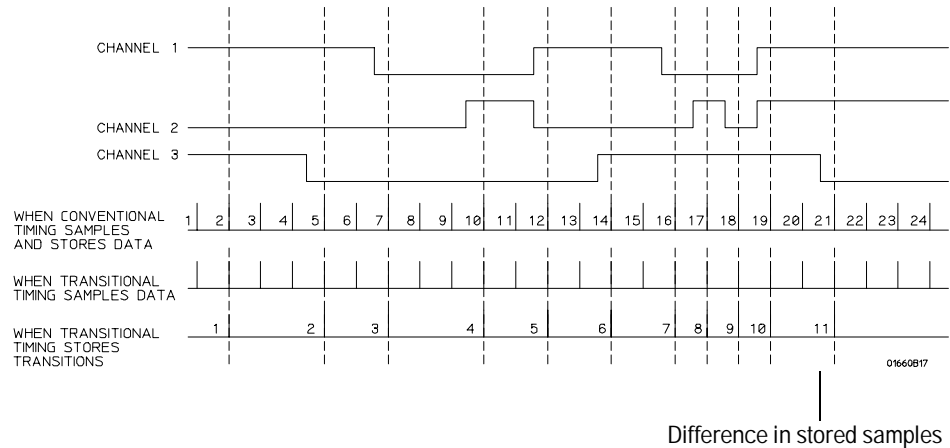 CHANNEL 1
CHANNEL 2
CHANNEL 3
WHEN CONVENTIONAL
TIMING SAMPLES
AND STORES DATA
1 2 3 4 5 6 7 8 9 10 11 12 13 14 15 16 17 18 19 20 21 22 23 24
WHEN TRANSITIONAL
TIMING SAMPLES DATA
WHEN TRANSITIONAL
TIMING STORES
TRANSITIONS
1 2 3 4 5 6 7 8 9 10 11
01660B17
Difference in stored samples